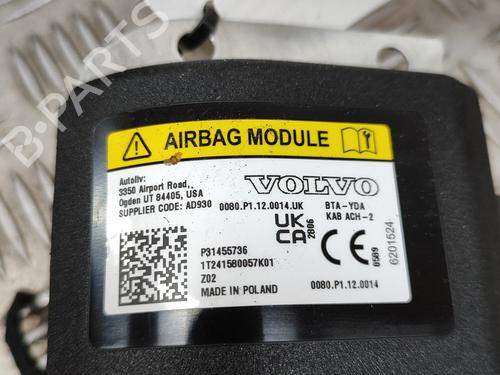 B-PARTS
AIRBAG MODULE
Autoliv:
3350 Airport Road,,
Ogden UT 84405, USA
SUPPLIER CODE: AD930
VOLVO
0080.P1.12.0014.UK
BTA-YDA
KAB ACH-2
UK
CA
2806
CE
0589
6201524
P31455736
1T241580057K01
Z02
MADE IN POLAND
0080.P1.12.0014